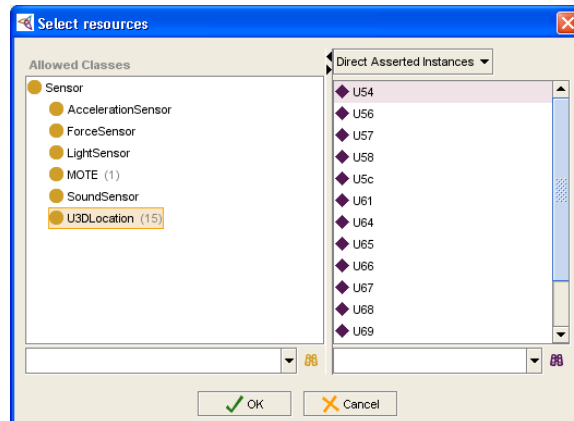 Select resources
Allowed Classes
Sensor
AccelerationSensor
ForceSensor
LightSensor
MOTE (1)
SoundSensor
U3DLocation (15)
Direct Asserted Instances
U54
U56
U57
U58
U5c
U61
U64
U65
U66
U67
U68
U69
OK
Cancel